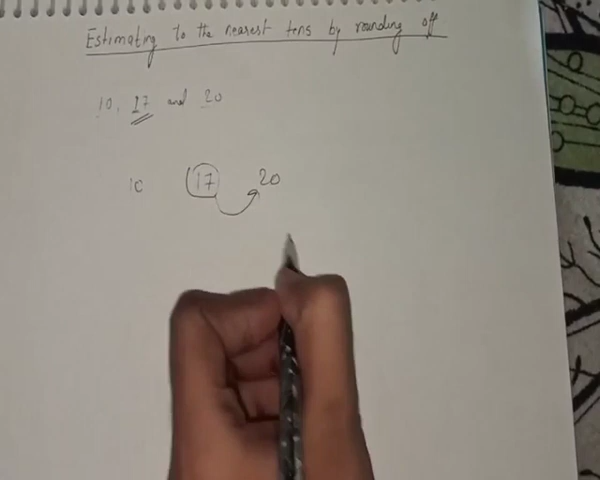 Estimating to the nearest tens by rounding off
10, 17 and 20
10 17 20